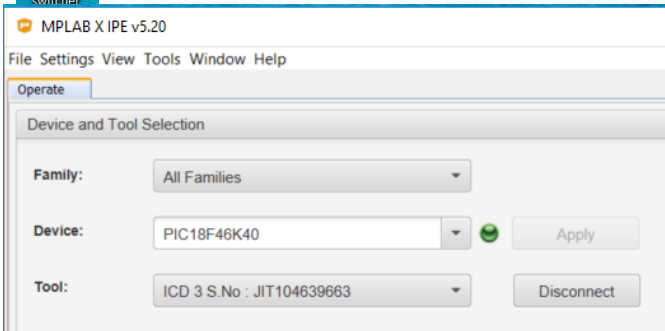 switcher
MPLAB X IPE v5.20
File Settings View Tools Window Help
Operate
Device and Tool Selection
Family: All Families
Device: PIC18F46K40 Apply
Tool: ICD 3 S.No : JIT104639663 Disconnect